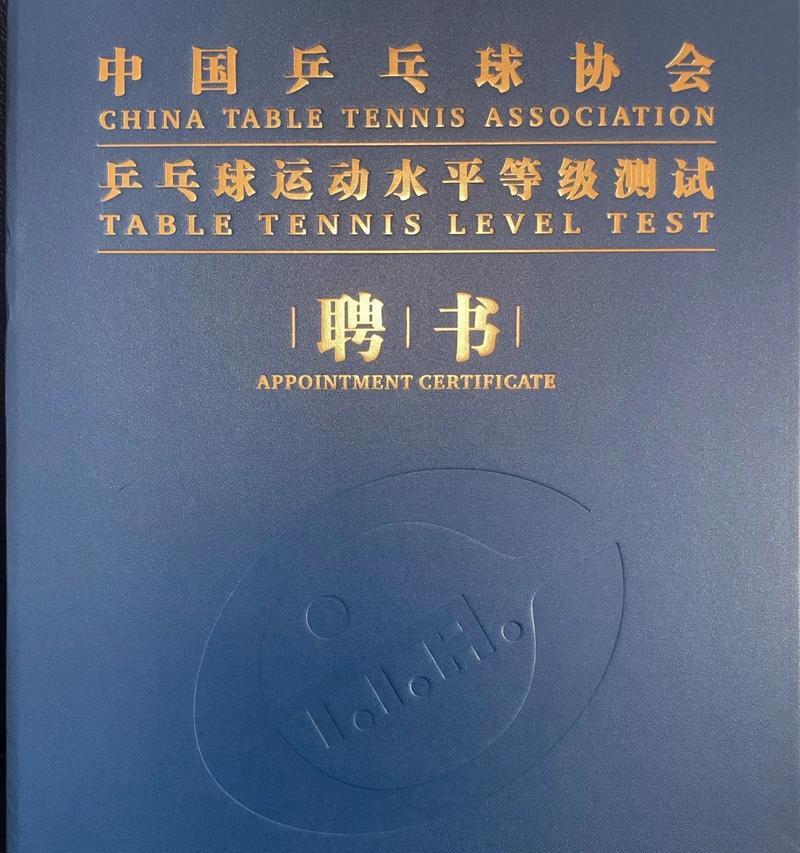 中国乒乓球协会
CHINA TABLE TENNIS ASSOCIATION
乒乓球运动水平等级测试
TABLE TENNIS LEVEL TEST
聘书
APPOINTMENT CERTIFICATE